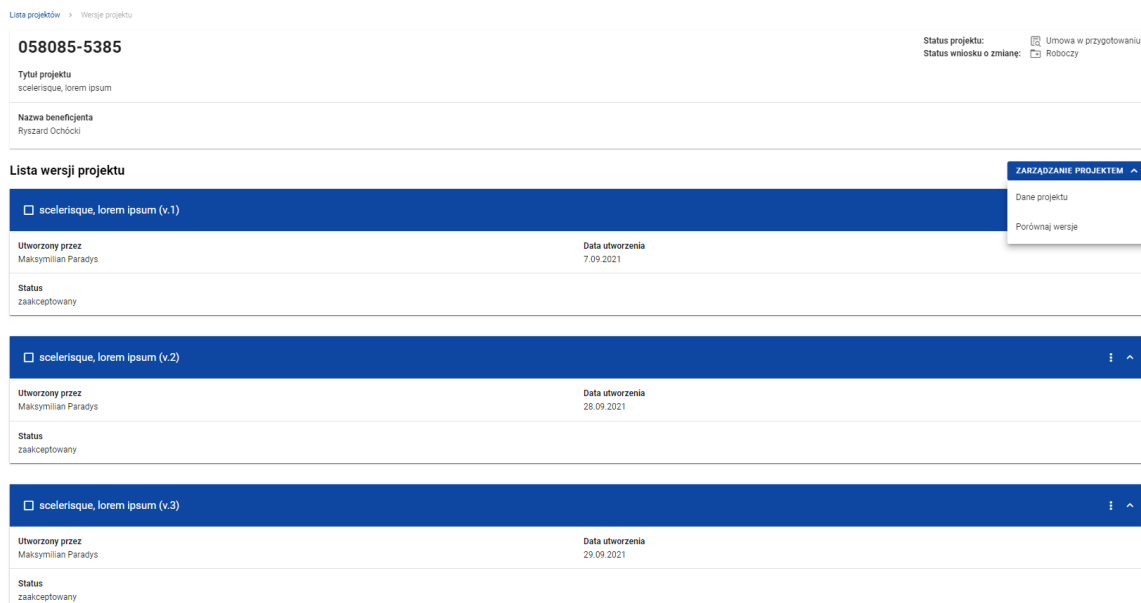 Lista projektów > Wersje projektu
058085-5385
Status projektu: Umowa w przygotowaniu
Status wniosku o zmianę: Roboczy
Tytuł projektu
scelerisque, lorem ipsum
Nazwa beneficjenta
Ryszard Ochócki
Lista wersji projektu
ZARZĄDZANIE PROJEKTEM
Dane projektu
Porównaj wersje
scelerisque, lorem ipsum (v.1)
Utworzony przez Data utworzenia
Maksymilian Paradys 7.09.2021
Status
zaakceptowany
scelerisque, lorem ipsum (v.2)
Utworzony przez Data utworzenia
Maksymilian Paradys 28.09.2021
Status
zaakceptowany
scelerisque, lorem ipsum (v.3)
Utworzony przez Data utworzenia
Maksymilian Paradys 29.09.2021
Status
zaakceptowany